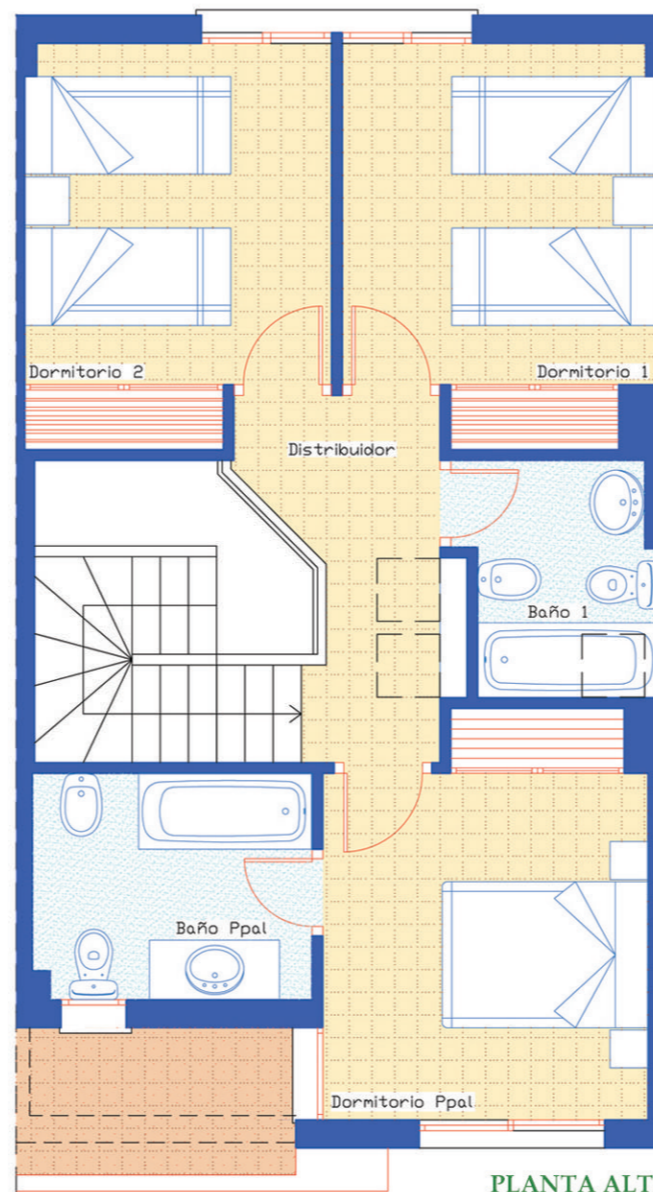 Dormitorio 2
Dormitorio 1
Distribuidor
Baño 1
Baño Ppal
Dormitorio Ppal
PLANTA ALT